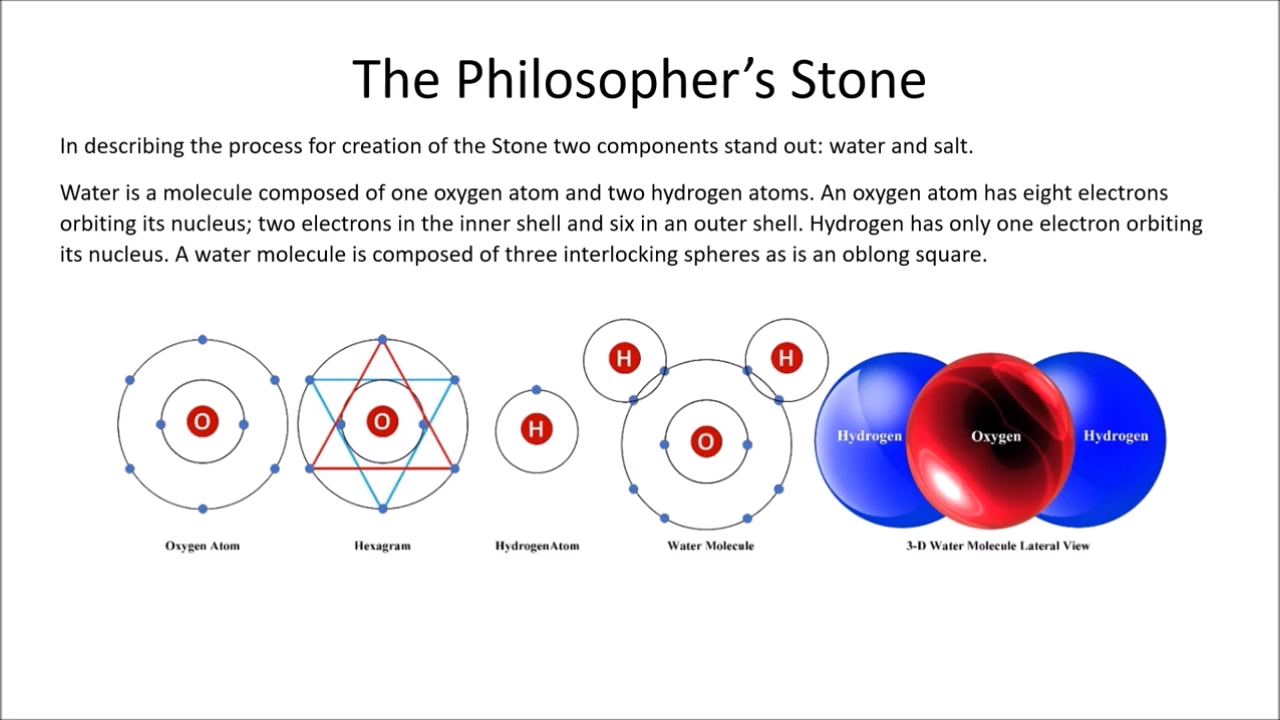 The Philosopher’s Stone
In describing the process for creation of the Stone two components stand out: water and salt.
Water is a molecule composed of one oxygen atom and two hydrogen atoms. An oxygen atom has eight electrons
orbiting its nucleus; two electrons in the inner shell and six in an outer shell. Hydrogen has only one electron orbiting
its nucleus. A water molecule is composed of three interlocking spheres as is an oblong square.
H H
O O H O
Hydrogen Oxygen Hydrogen
Oxygen Atom Hexagram HydrogenAtom Water Molecule 3-D Water Molecule Lateral View